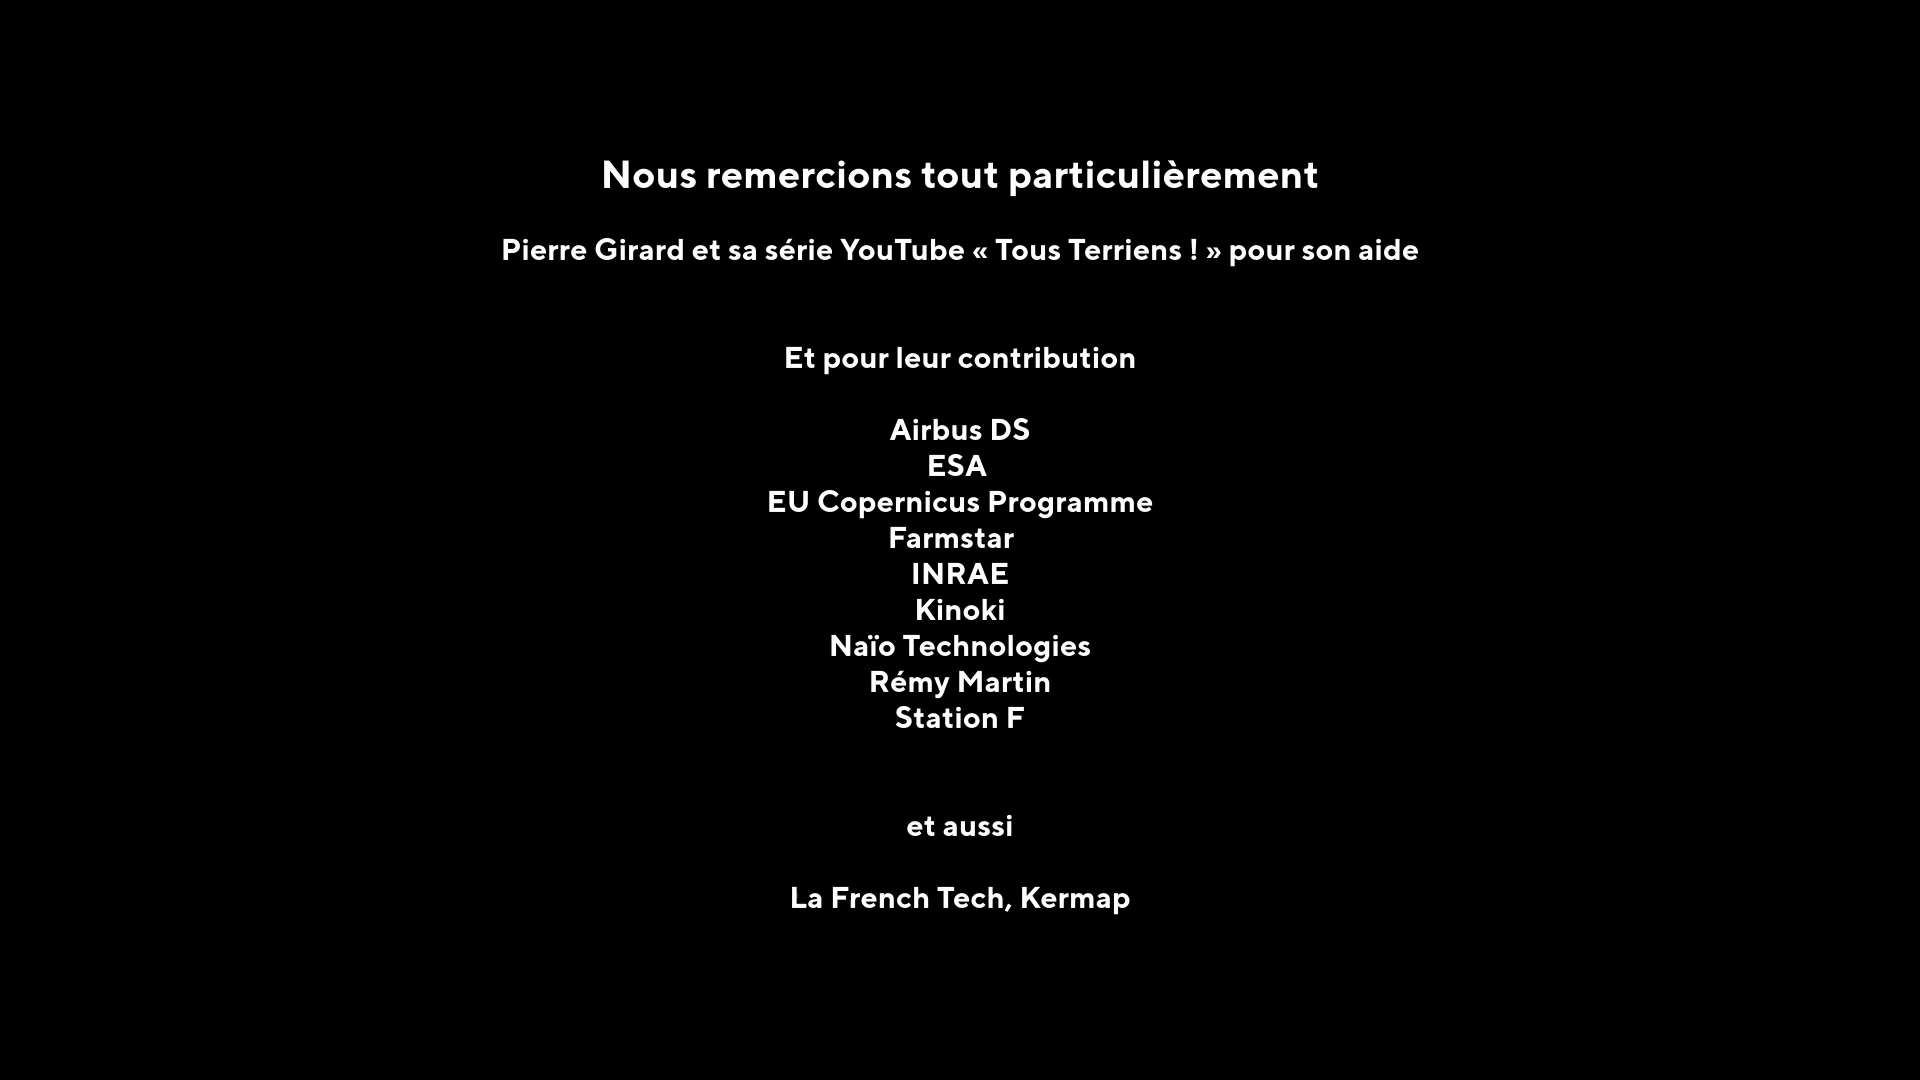 Nous remercions tout particulièrement
Pierre Girard et sa série YouTube « Tous Terriens ! » pour son aide
Et pour leur contribution
Airbus DS
ESA
EU Copernicus Programme
Farmstar
INRAE
Kinoki
Naïo Technologies
Rémy Martin
Station F
et aussi
La French Tech, Kermap